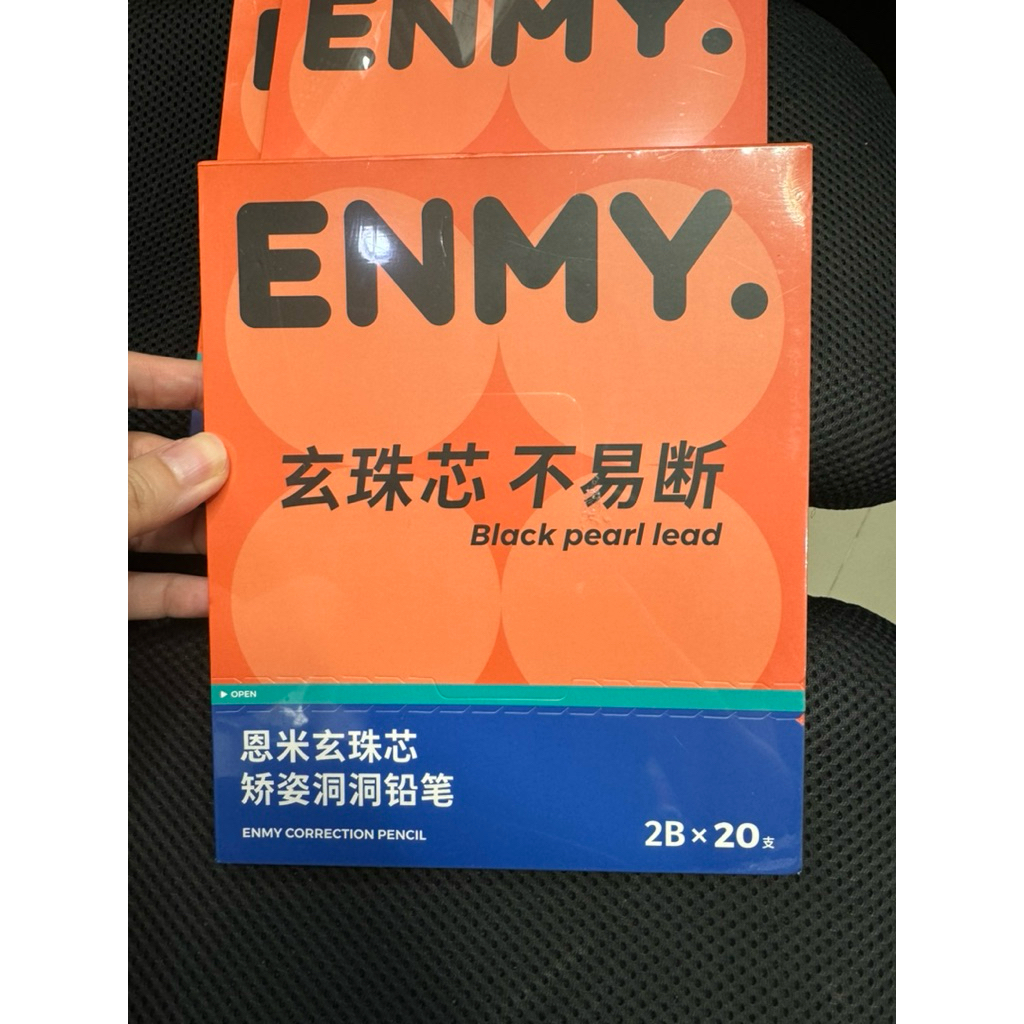 ENMY.
ENMY.
玄珠芯 不易断
Black pearl lead
OPEN
恩米玄珠芯
矫姿洞洞铅笔
ENMY CORRECTION PENCIL
2B×20支